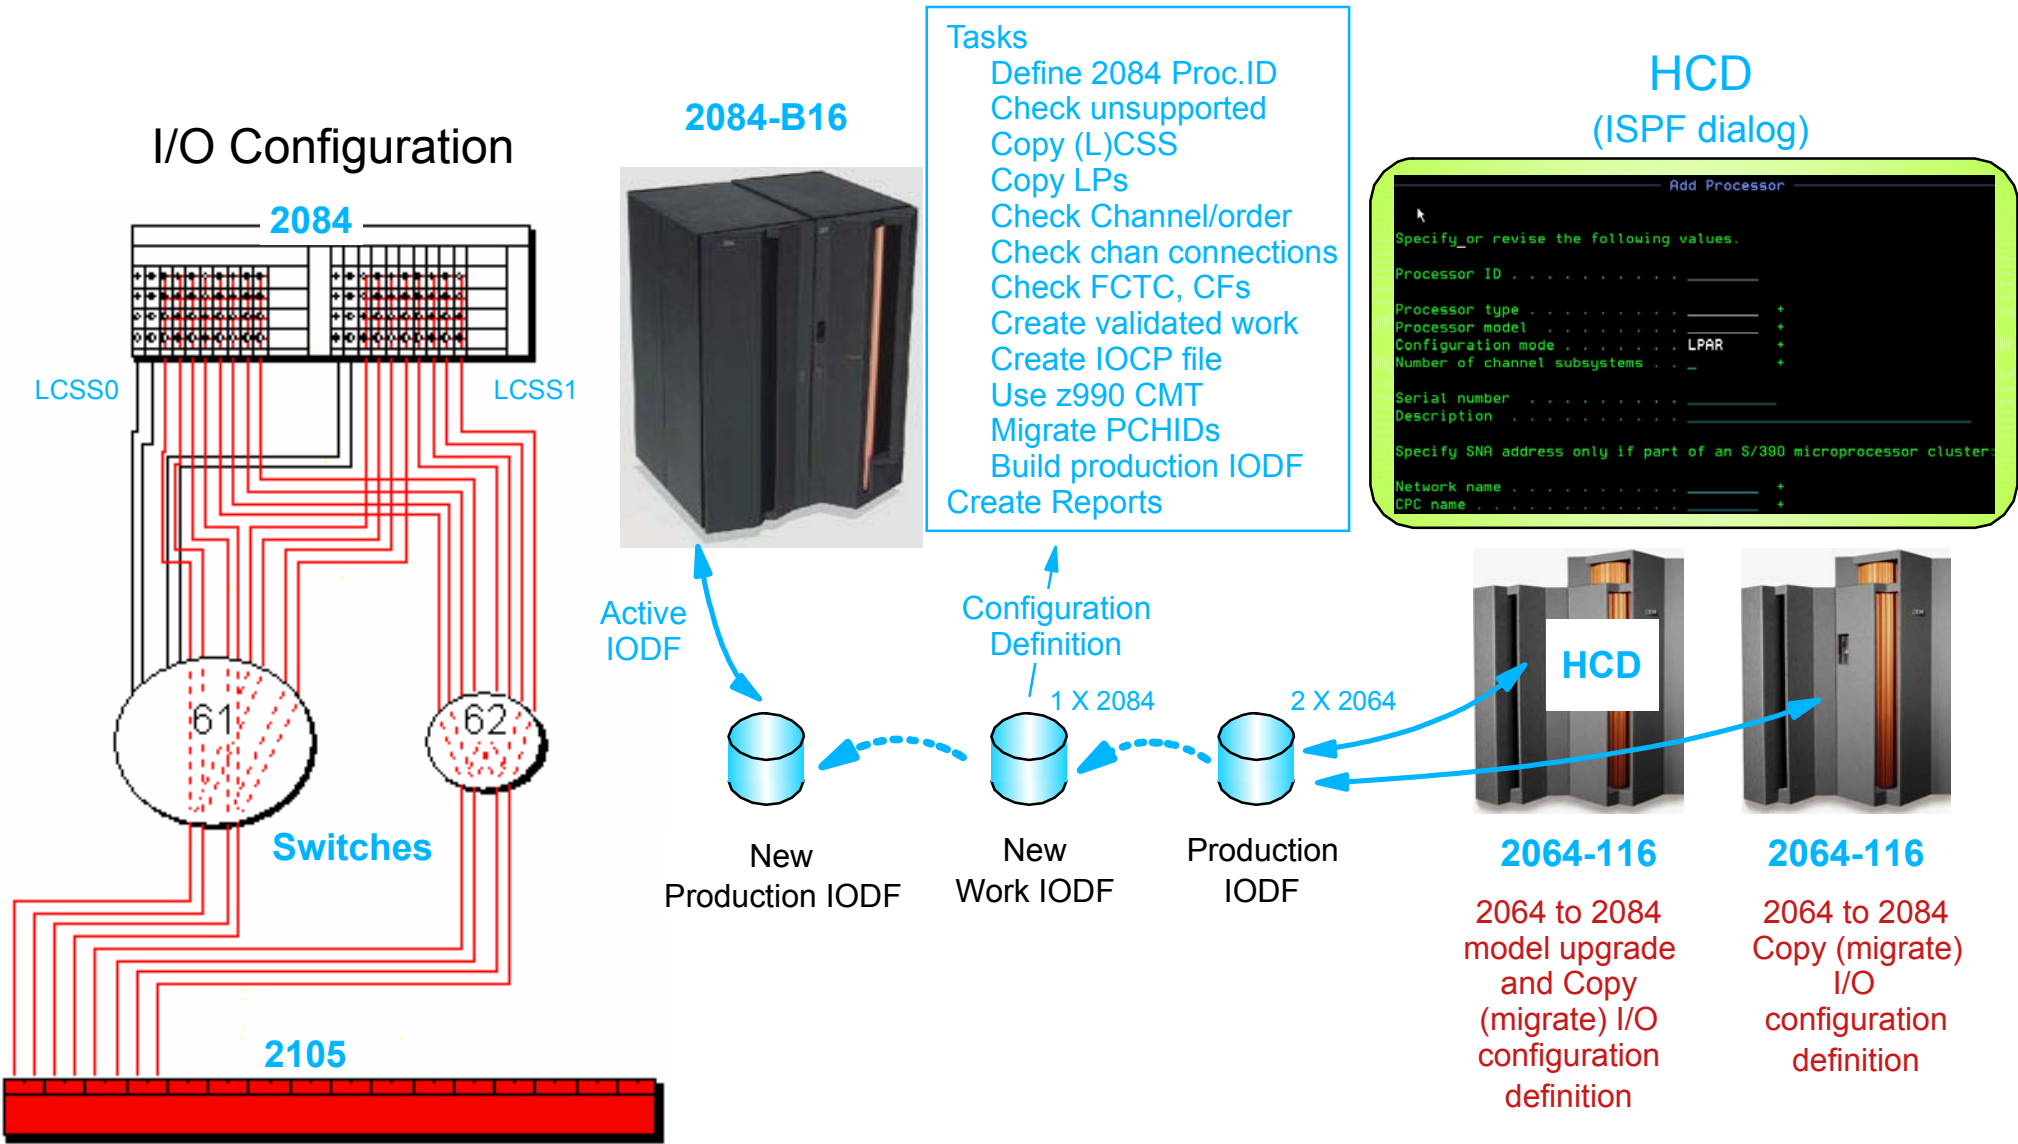 I/O Configuration
2084
LCSS0
LCSS1
61
62
Switches
2105
2084-B16
Tasks
Define 2084 Proc.ID
Check unsupported
Copy (L)CSS
Copy LPs
Check Channel/order
Check chan connections
Check FCTC, CFs
Create validated work
Create IOCP file
Use z990 CMT
Migrate PCHIDs
Build production IODF
Create Reports
HCD
(ISPF dialog)
Add Processor
Specify or revise the following values.
Processor ID . . . . . . . . . .
Processor type . . . . . . . . . +
Processor model . . . . . . . . +
Configuration mode . . . . . . . LPAR +
Number of channel subsystems . . +
Serial number . . . . . . . . .
Description . . . . . . . . . .
Specify SNA address only if part of an S/390 microprocessor cluster:
Network name . . . . . . . . . . +
CPC name . . . . . . . . . . . . +
Active
IODF
Configuration
Definition
1 X 2084
2 X 2064
HCD
New
Production IODF
New
Work IODF
Production
IODF
2064-116
2064 to 2084
model upgrade
and Copy
(migrate) I/O
configuration
definition
2064-116
2064 to 2084
Copy (migrate)
I/O
configuration
definition